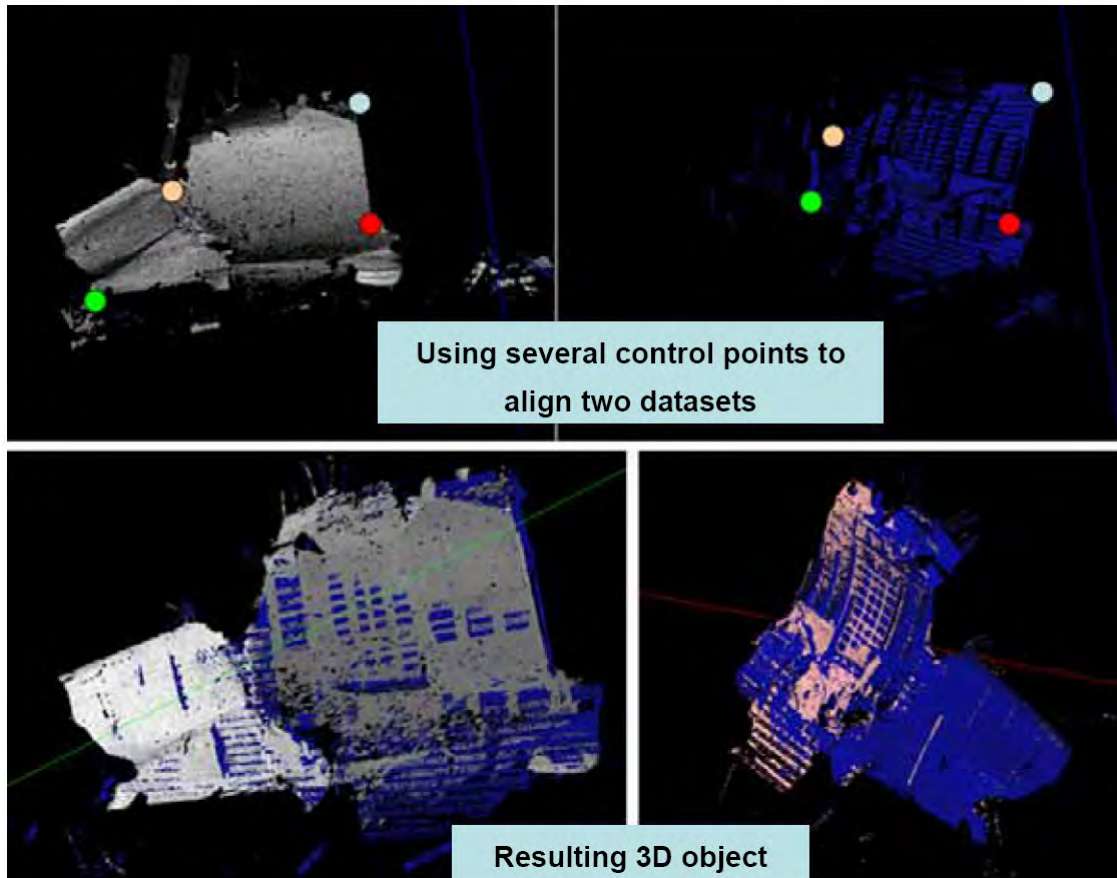 Using several control points to
align two datasets
Resulting 3D object